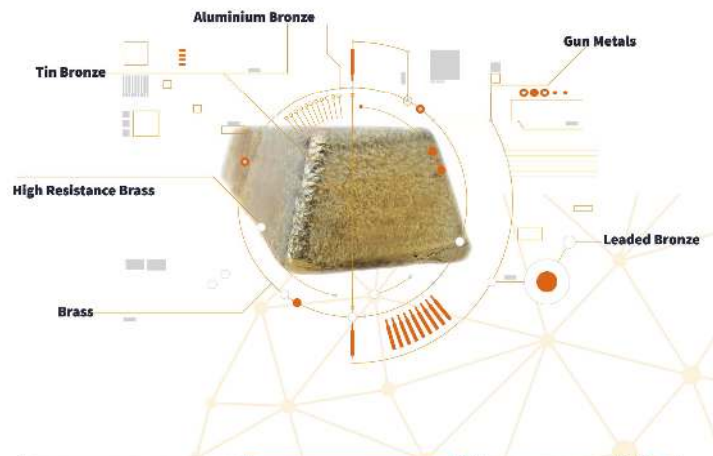 Aluminium Bronze
Gun Metals
Tin Bronze
High Resistance Brass
Leaded Bronze
Brass